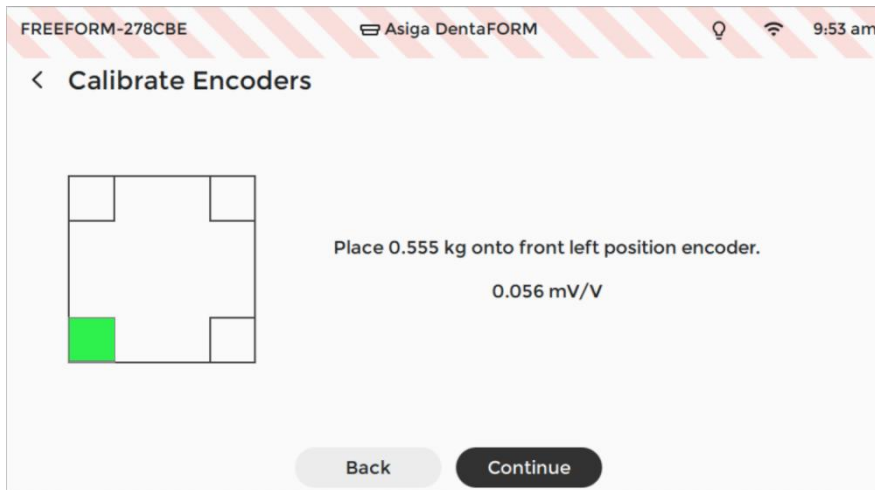 FREEFORM-278CBE Asiga DentaFORM 9:53 am
Calibrate Encoders
Place 0.555 kg onto front left position encoder.
0.056 mV/V
Back Continue